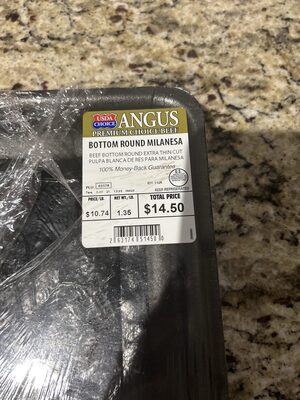 USDA
CHOICE
ANGUS
PREMIUM CHOICE BEEF
BOTTOM ROUND MILANESA
BEEF BOTTOM ROUND EXTRA THIN CUT
PULPA BLANCA DE RES PARA MILANESA
100% Money-Back Guarantee
PLU
KEEP REFRIGERATED
PRICE/LB. NET WT./LB. TOTAL PRICE
$10.74 1.35 $14.50